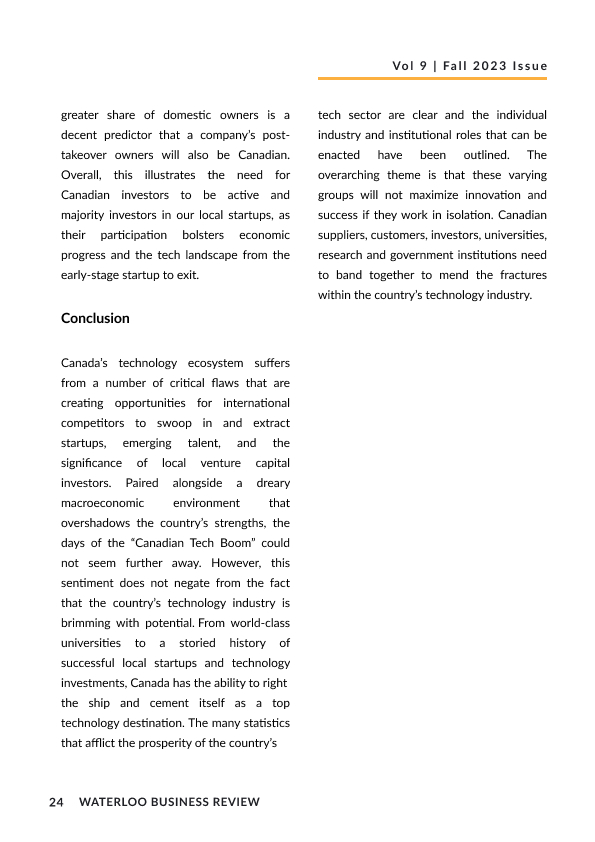 Vol 9 | Fall 2023 Issue
greater share of domestic owners is a
decent predictor that a company’s post-
takeover owners will also be Canadian.
Overall, this illustrates the need for
Canadian investors to be active and
majority investors in our local startups, as
their participation bolsters economic
progress and the tech landscape from the
early-stage startup to exit.
Conclusion
Canada’s technology ecosystem suffers
from a number of critical flaws that are
creating opportunities for international
competitors to swoop in and extract
startups, emerging talent, and the
significance of local venture capital
investors. Paired alongside a dreary
macroeconomic environment that
overshadows the country’s strengths, the
days of the “Canadian Tech Boom” could
not seem further away. However, this
sentiment does not negate from the fact
that the country’s technology industry is
brimming with potential. From world-class
universities to a storied history of
successful local startups and technology
investments, Canada has the ability to right
the ship and cement itself as a top
technology destination. The many statistics
that afflict the prosperity of the country’s
tech sector are clear and the individual
industry and institutional roles that can be
enacted have been outlined. The
overarching theme is that these varying
groups will not maximize innovation and
success if they work in isolation. Canadian
suppliers, customers, investors, universities,
research and government institutions need
to band together to mend the fractures
within the country’s technology industry.
24 WATERLOO BUSINESS REVIEW